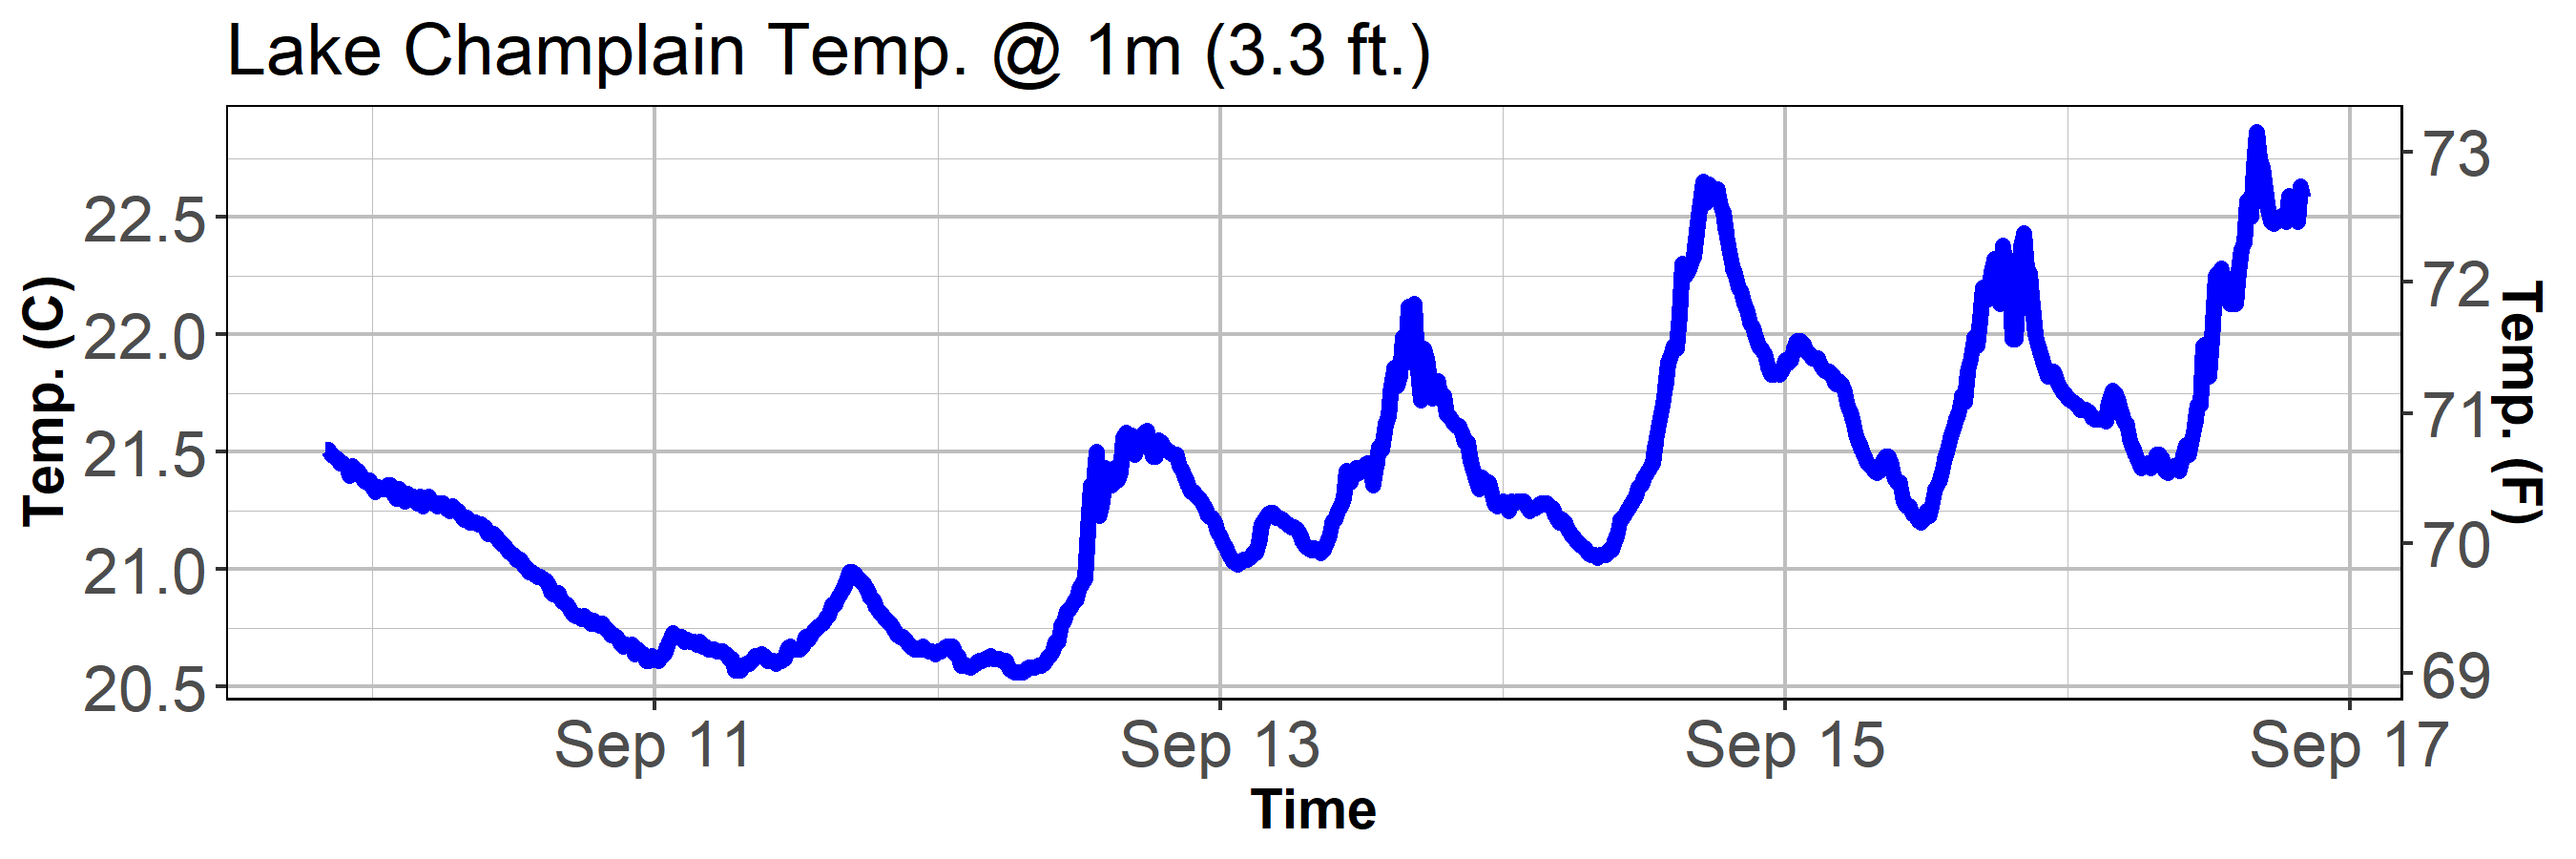 Lake Champlain Temp. @ 1m (3.3 ft.)
Temp. (C)
22.5
22.0
21.5
21.0
20.5
73
72
71
70
69
Temp. (F)
Sep 11
Sep 13
Sep 15
Sep 17
Time